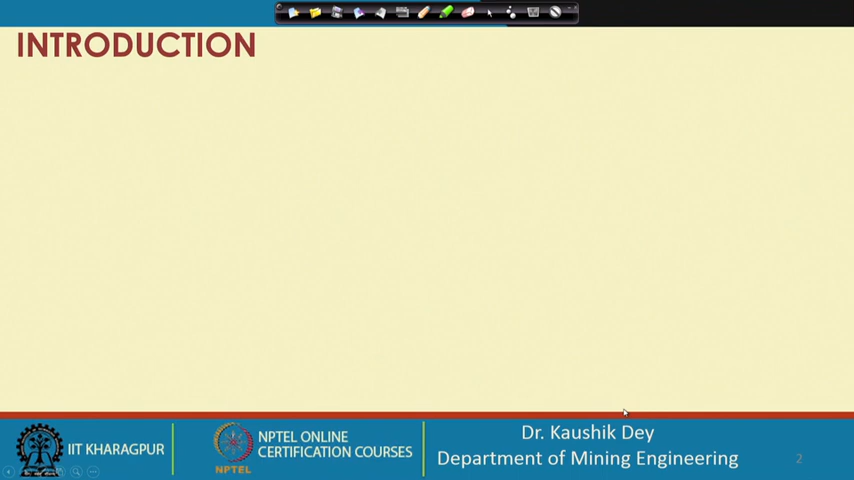 INTRODUCTION
IIT KHARAGPUR
NPTEL
NPTEL ONLINE
CERTIFICATION COURSES
Dr. Kaushik Dey
Department of Mining Engineering
2